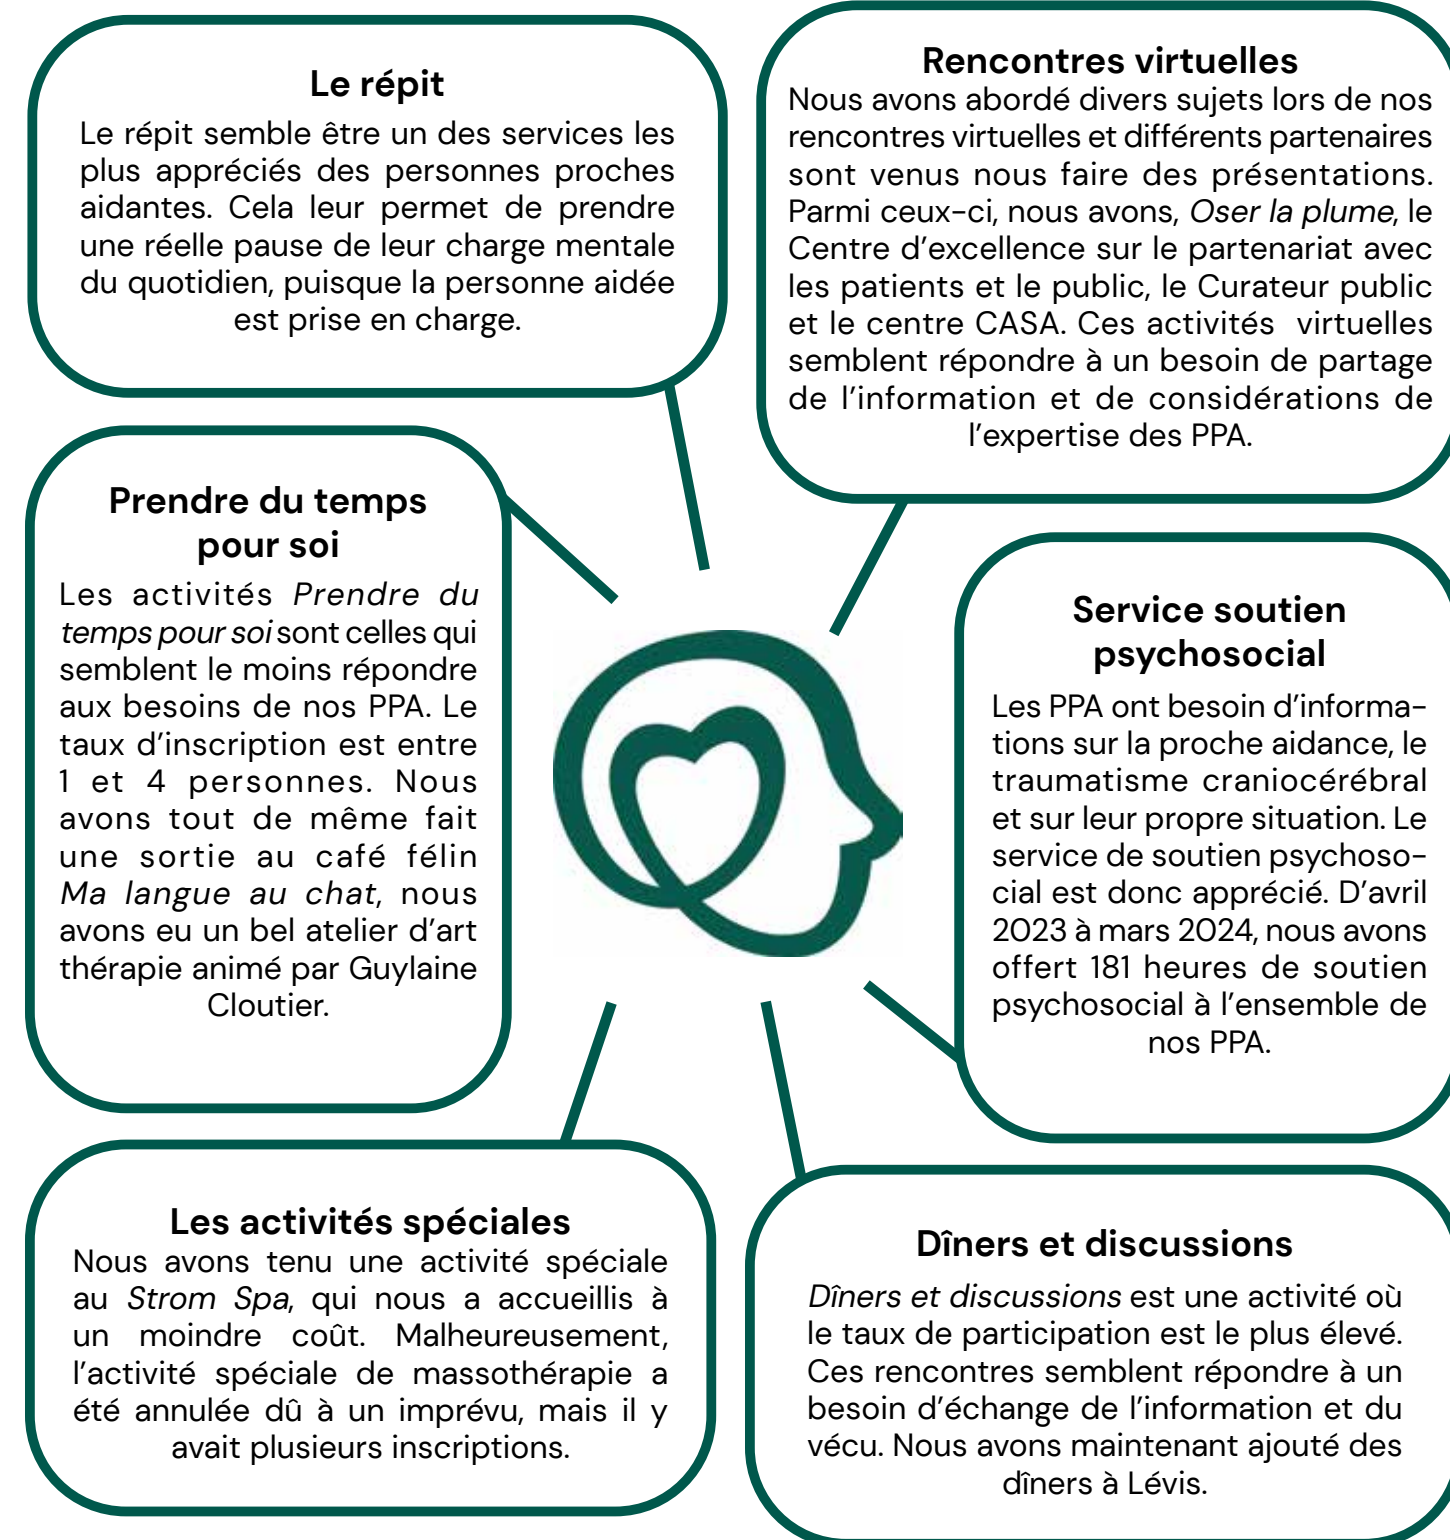 Le répit
Le répit semble être un des services les
plus appréciés des personnes proches
aidantes. Cela leur permet de prendre
une réelle pause de leur charge mentale
du quotidien, puisque la personne aidée
est prise en charge.
Rencontres virtuelles
Nous avons abordé divers sujets lors de nos
rencontres virtuelles et différents partenaires
sont venus nous faire des présentations.
Parmi ceux-ci, nous avons, Oser la plume, le
Centre d’excellence sur le partenariat avec
les patients et le public, le Curateur public
et le centre CASA. Ces activités virtuelles
semblent répondre à un besoin de partage
de l’information et de considérations de
l’expertise des PPA.
Prendre du temps
pour soi
Les activités Prendre du
temps pour soi sont celles qui
semblent le moins répondre
aux besoins de nos PPA. Le
taux d’inscription est entre
1 et 4 personnes. Nous
avons tout de même fait
une sortie au café félin
Ma langue au chat, nous
avons eu un bel atelier d’art
thérapie animé par Guylaine
Cloutier.
Service soutien
psychosocial
Les PPA ont besoin d’informa-
tions sur la proche aidance, le
traumatisme craniocérébral
et sur leur propre situation. Le
service de soutien psychoso-
cial est donc apprécié. D’avril
2023 à mars 2024, nous avons
offert 181 heures de soutien
psychosocial à l’ensemble de
nos PPA.
Les activités spéciales
Nous avons tenu une activité spéciale
au Strom Spa, qui nous a accueillis à
un moindre coût. Malheureusement,
l’activité spéciale de massothérapie a
été annulée dû à un imprévu, mais il y
avait plusieurs inscriptions.
Dîners et discussions
Dîners et discussions est une activité où
le taux de participation est le plus élevé.
Ces rencontres semblent répondre à un
besoin d’échange de l’information et du
vécu. Nous avons maintenant ajouté des
dîners à Lévis.